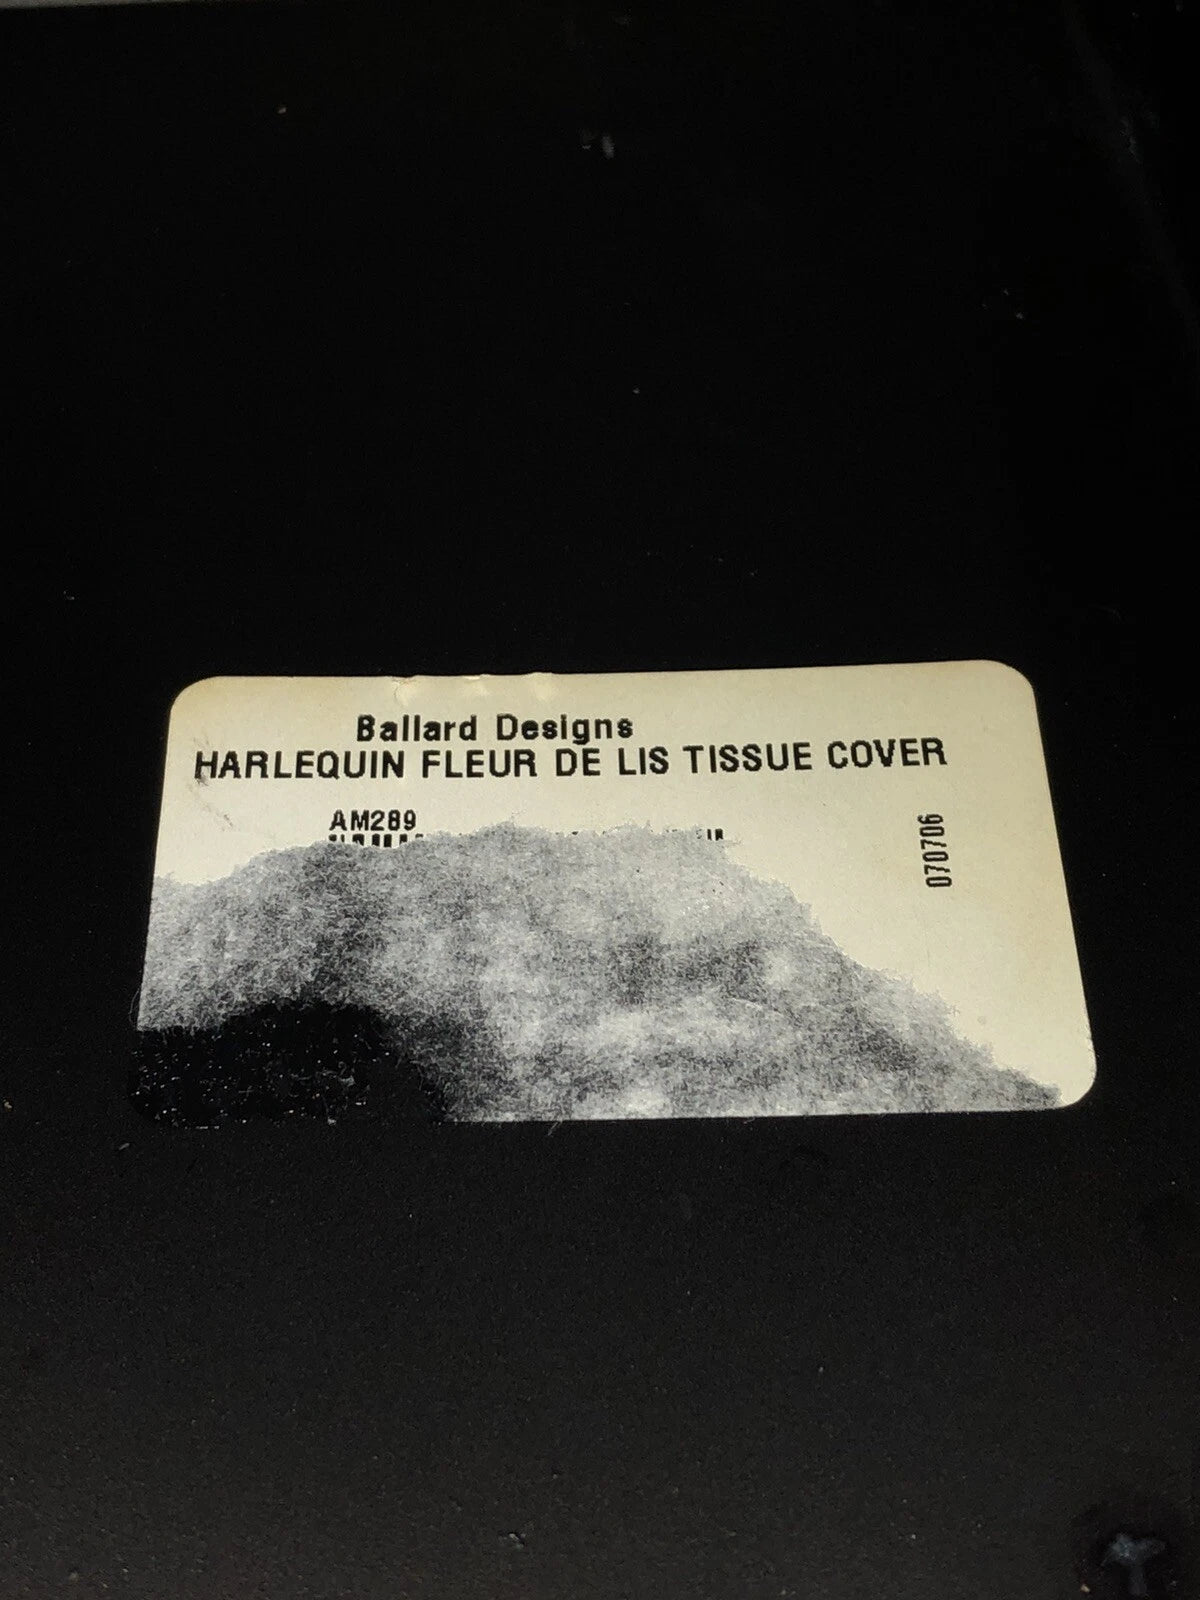 Ballard Designs
HARLEQUIN FLEUR DE LIS TISSUE COVER
AM289
070706